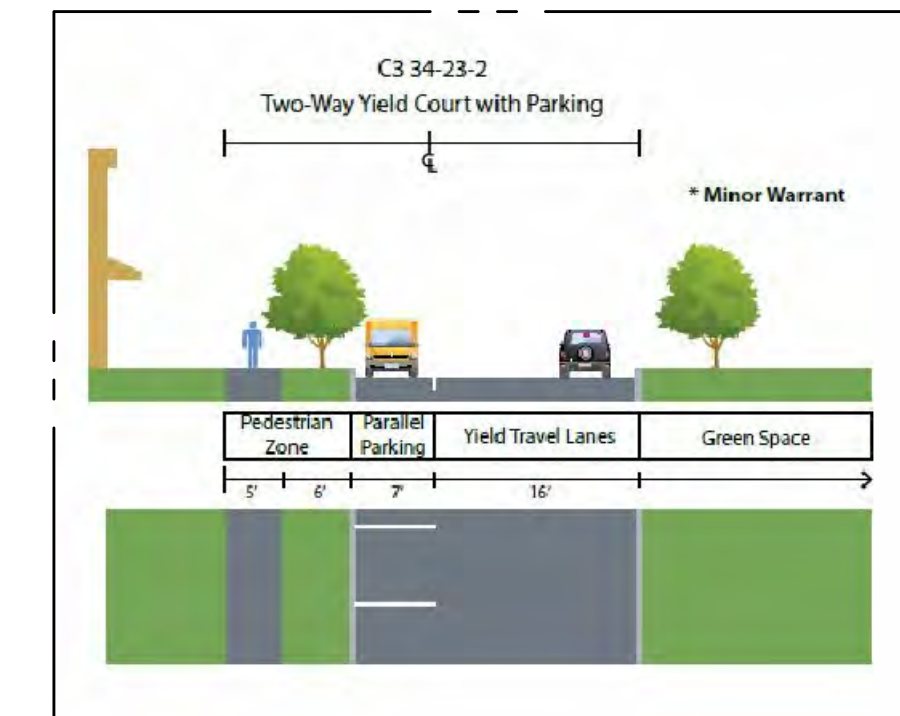 C3 34-23-2
Two-Way Yield Court with Parking
℄
* Minor Warrant
Pedestrian
Zone
Parallel
Parking
Yield Travel Lanes
Green Space
5' 6' 7' 16'